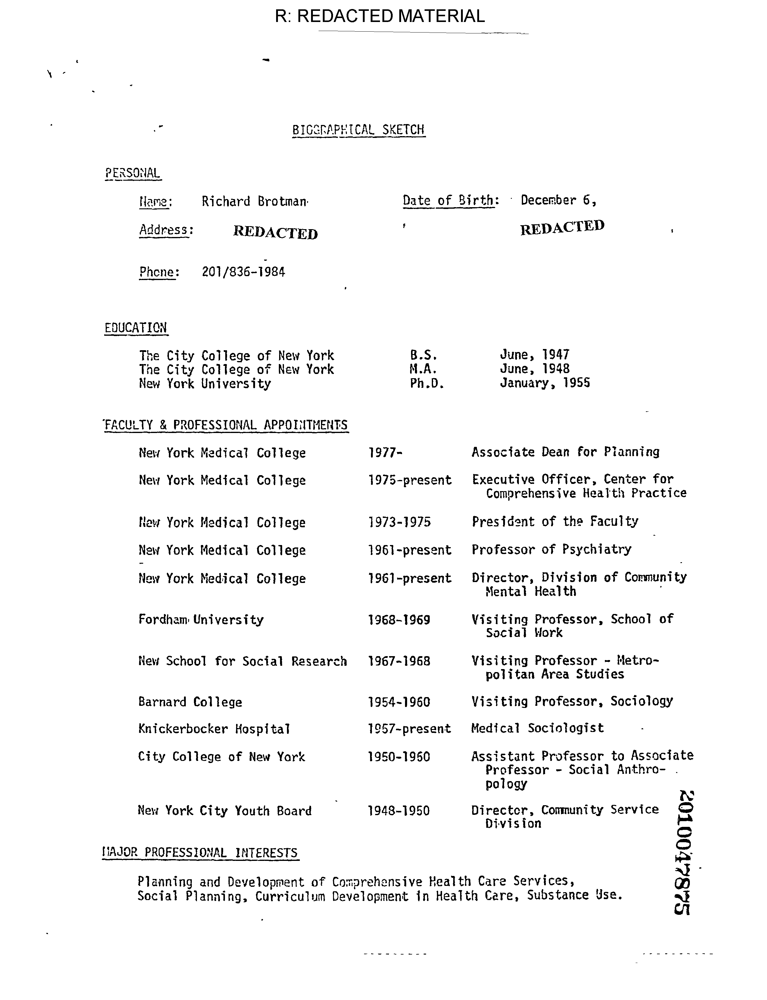 R: REDACTED MATERIAL
BIOGRAPHICAL SKETCH
PERSONAL
Name: Richard Brotman Date of Birth: December 6,
Address: REDACTED REDACTED
Phone: 201/836-1984
EDUCATION
The City College of New York B.S. June, 1947
The City College of New York M.A. June, 1948
New York University Ph.D. January, 1955
FACULTY & PROFESSIONAL APPOINTMENTS
New York Medical College 1977- Associate Dean for Planning
New York Medical College 1975-present Executive Officer, Center for
Comprehensive Health Practice
New York Medical College 1973-1975 President of the Faculty
New York Medical College 1961-present Professor of Psychiatry
New York Medical College 1961-present Director, Division of Community
Mental Health
Fordham University 1968-1969 Visiting Professor, School of
Social Work
New School for Social Research 1967-1968 Visiting Professor - Metro-
politan Area Studies
Barnard College 1954-1960 Visiting Professor, Sociology
Knickerbocker Hospital 1957-present Medical Sociologist
City College of New York 1950-1960 Assistant Professor to Associate
Professor - Social Anthro-
pology
New York City Youth Board 1948-1950 Director, Community Service
Division
MAJOR PROFESSIONAL INTERESTS
Planning and Development of Comprehensive Health Care Services,
Social Planning, Curriculum Development in Health Care, Substance Use.
2010047875